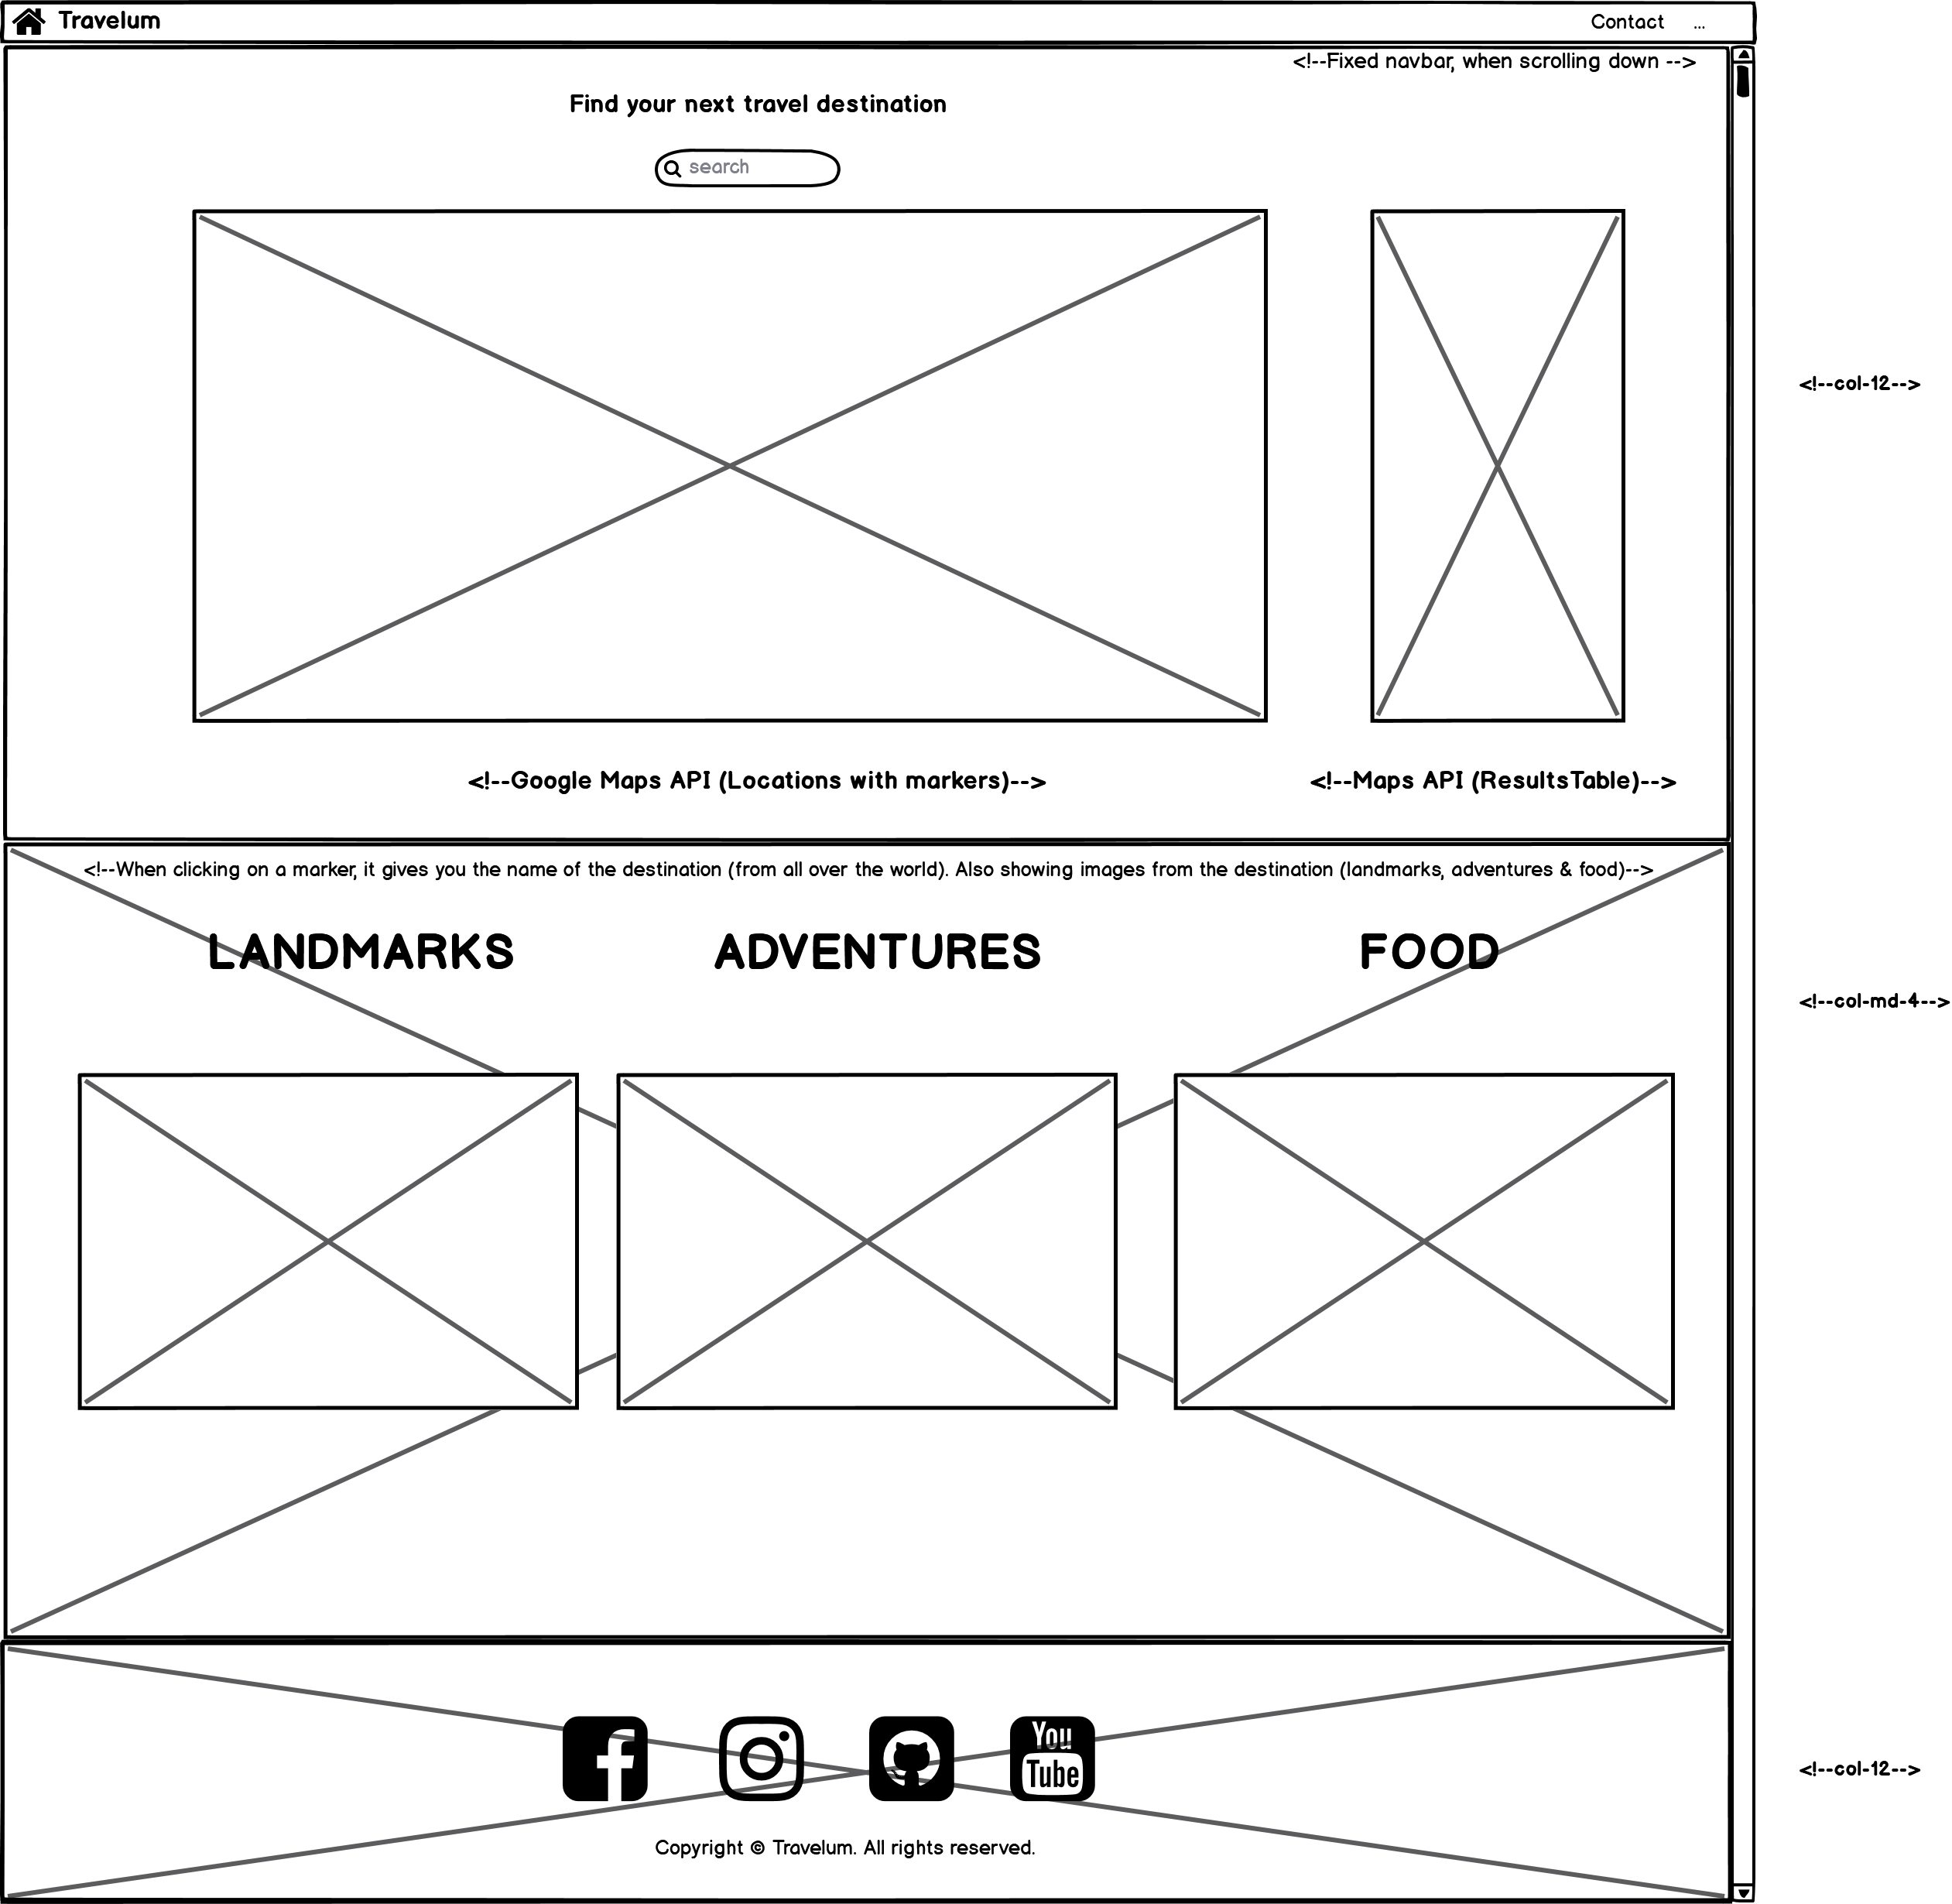 Travelum
Contact ...
<!--Fixed navbar, when scrolling down -->
Find your next travel destination
search
<!--col-12-->
<!--Google Maps API (Locations with markers)-->
<!--Maps API (ResultsTable)-->
<!--When clicking on a marker, it gives you the name of the destination (from all over the world). Also showing images from the destination (landmarks, adventures & food)-->
LANDMARKS
ADVENTURES
FOOD
<!--col-md-4-->
You
Tube
<!--col-12-->
Copyright © Travelum. All rights reserved.